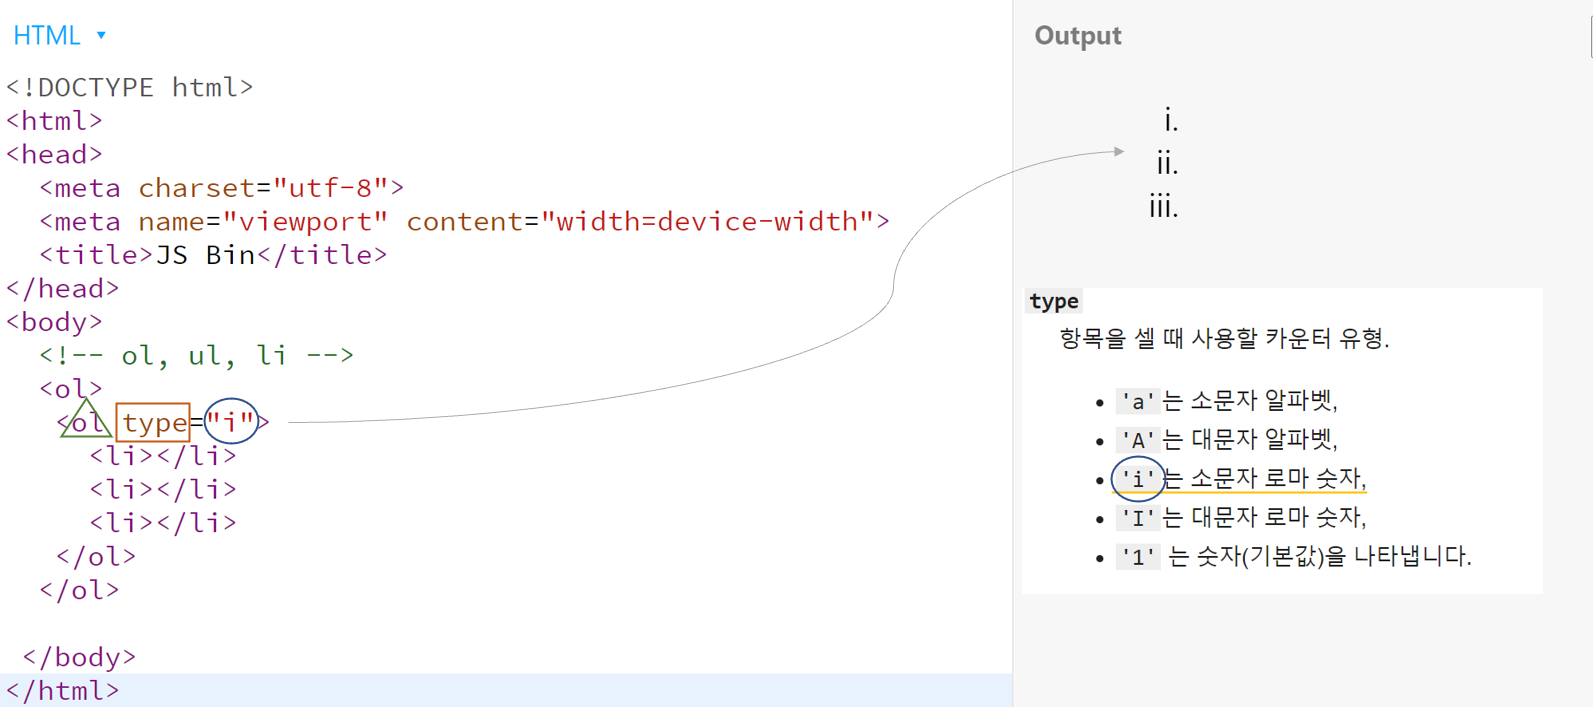 HTML
<!DOCTYPE html>
<html>
<head>
<meta charset="utf-8">
<meta name="viewport" content="width=device-width">
<title>JS Bin</title>
</head>
<body>
<!-- ol, ul, li -->
<ol>
<ol type="i">
<li></li>
<li></li>
<li></li>
</ol>
</ol>
</body>
</html>
Output
i.
ii.
iii.
type
항목을 셀 때 사용할 카운터 유형.
• 'a'는 소문자 알파벳,
• 'A'는 대문자 알파벳,
• 'i'는 소문자 로마 숫자,
• 'I'는 대문자 로마 숫자,
• '1' 는 숫자(기본값)을 나타냅니다.